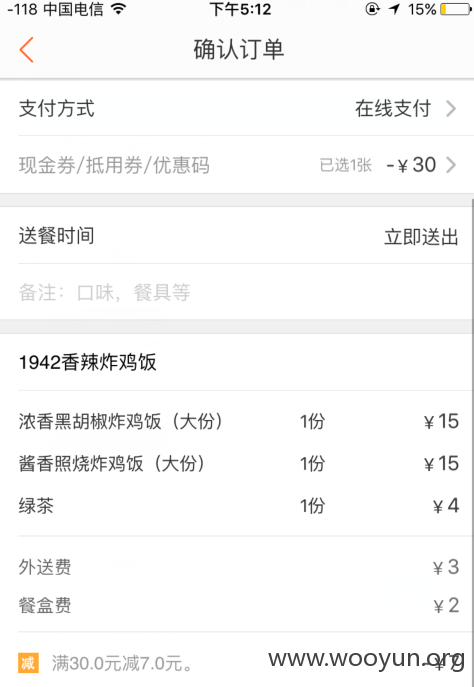 -118 中国电信 下午5:12 15%
确认订单
支付方式 在线支付
现金券/抵用券/优惠码 已选1张 -¥30
送餐时间 立即送出
备注：口味，餐具等
1942香辣炸鸡饭
浓香黑胡椒炸鸡饭（大份） 1份 ¥15
酱香照烧炸鸡饭（大份） 1份 ¥15
绿茶 1份 ¥4
外送费 ¥3
餐盒费 ¥2
减 满30.0元减7.0元。
www.wooyun.org